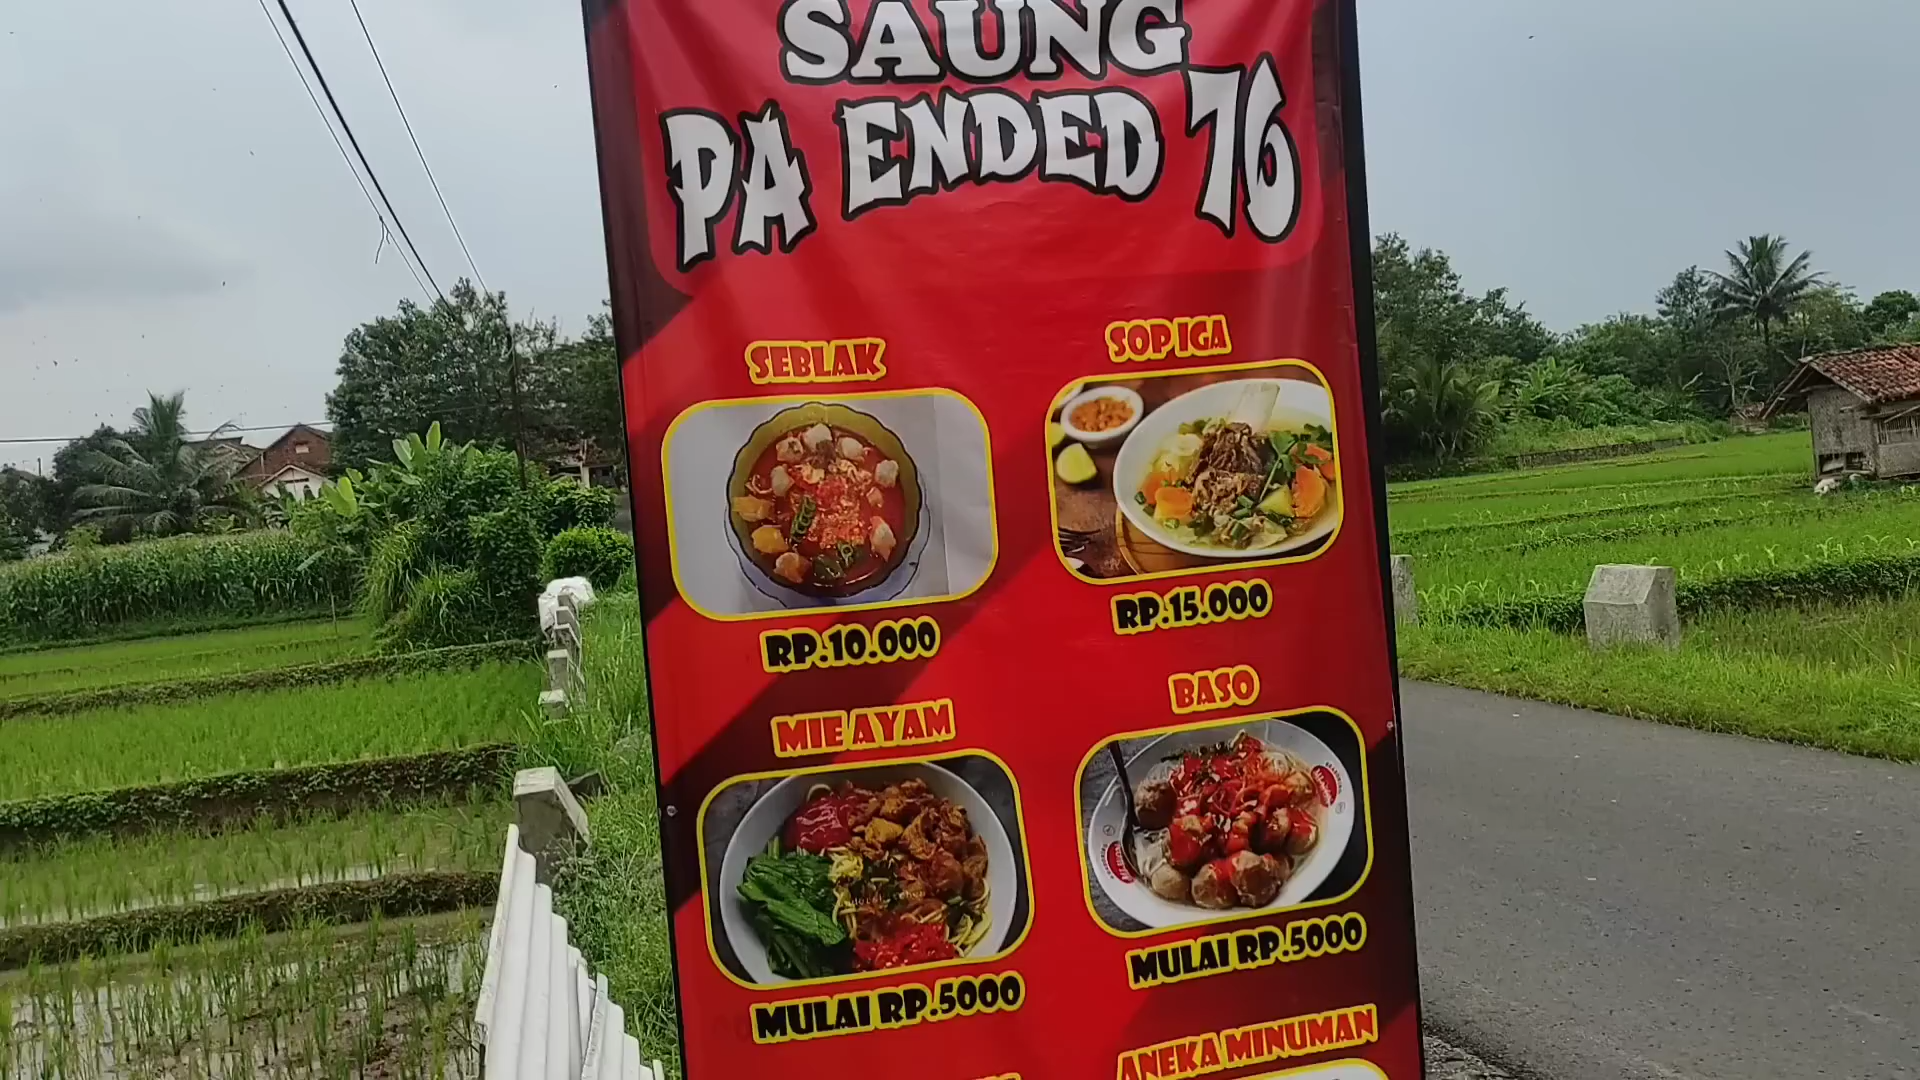 SAUNG
PA ENDED 76
SEBLAK
SOP IGA
RP.10.000
RP.15.000
MIE AYAM
BASO
MULAI RP.5000
MULAI RP.5000
ANEKA MINUMAN